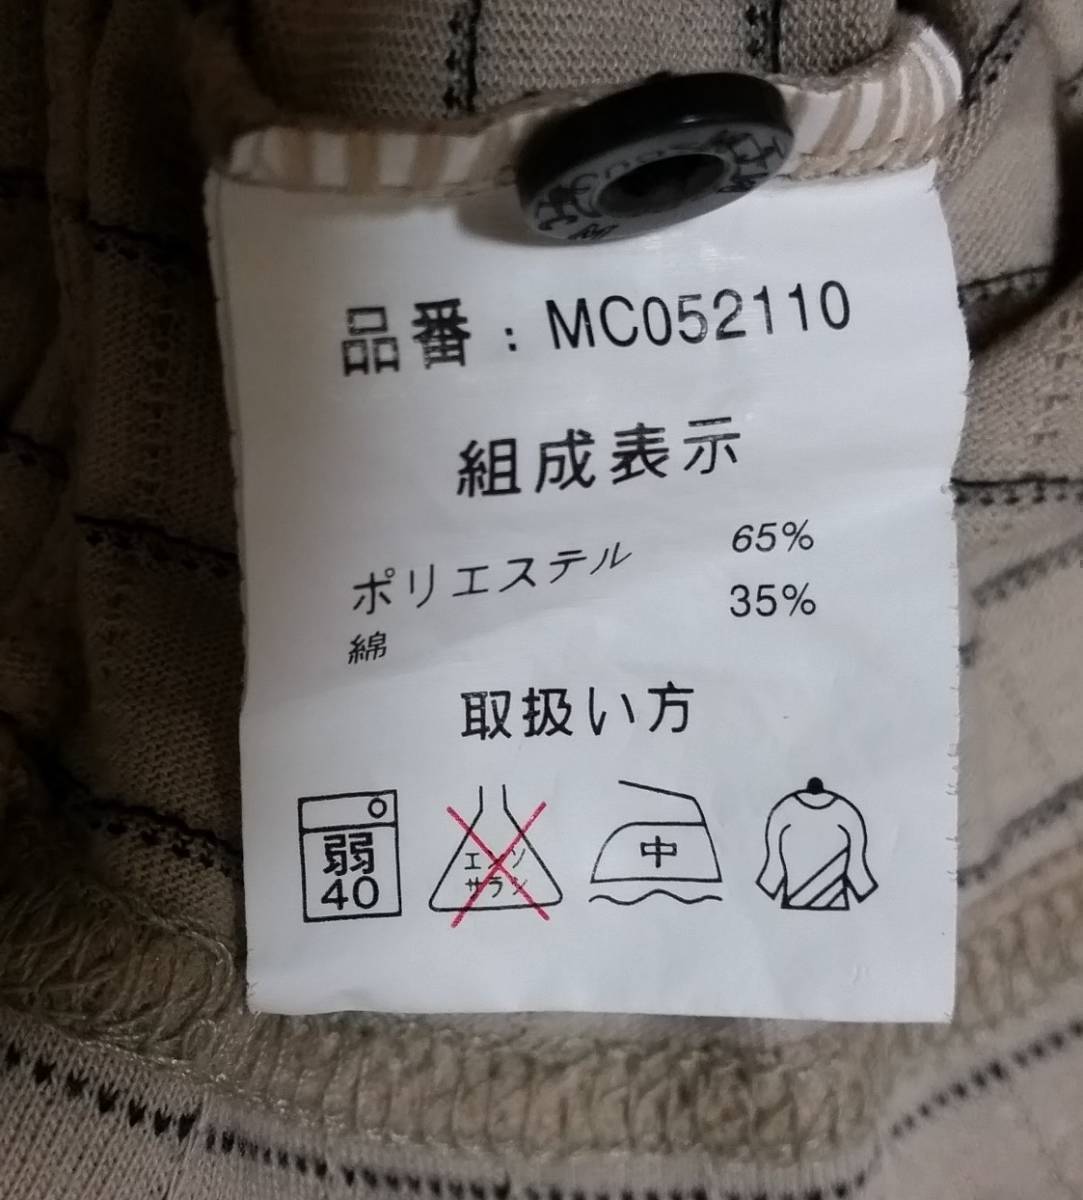 品番：MC052110
組成表示
ポリエステル 65%
綿 35%
取扱い方
弱 40
エンソ サラシ
中